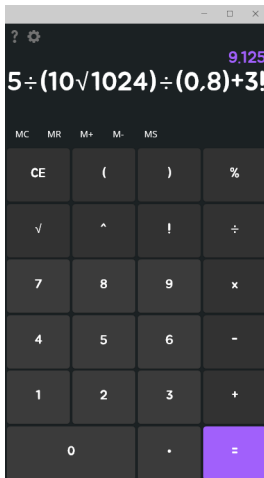 ?
9.125
5÷(10√1024)÷(0.8)+3!
MC MR M+ M- MS
CE ( ) %
√ ^ ! ÷
7 8 9 ×
4 5 6 -
1 2 3 +
0 . =